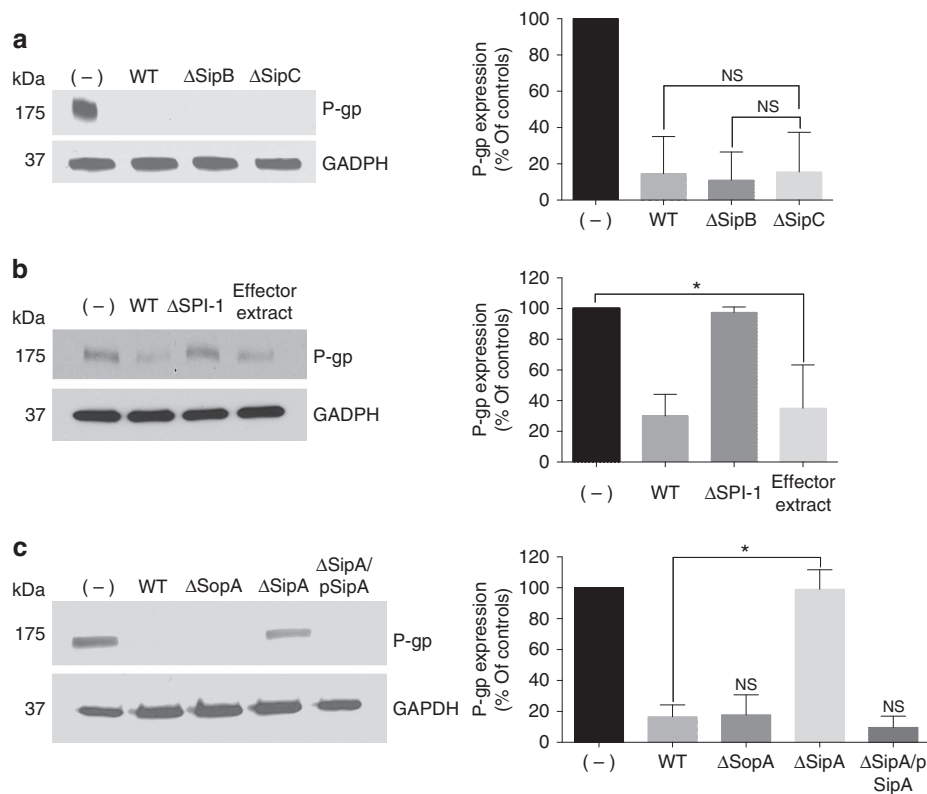 a
kDa
(–) WT ΔSipB ΔSipC
175 P-gp
37 GADPH
P-gp expression
(% Of controls)
100
80
60
40
20
0
NS
NS
(–) WT ΔSipB ΔSipC
b
kDa
(–) WT ΔSPI-1 Effector
extract
175 P-gp
37 GADPH
P-gp expression
(% Of controls)
120
100
80
60
40
20
0
*
(–) WT ΔSPI-1 Effector
extract
c
kDa
(–) WT ΔSopA ΔSipA ΔSipA/
pSipA
175 P-gp
37 GAPDH
P-gp expression
(% Of controls)
120
100
80
60
40
20
0
*
NS
NS
(–) WT ΔSopA ΔSipA ΔSipA/p
SipA